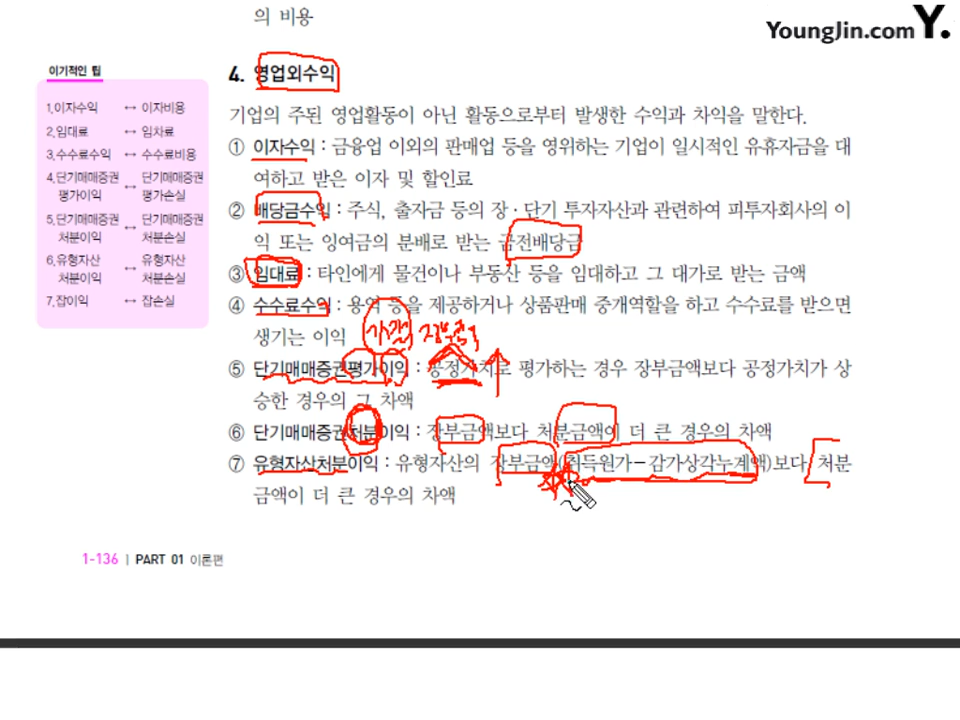 의 비용
YoungJin.com Y.
이기적인 팁
1.이자수익 ↔ 이자비용
2.임대료 ↔ 임차료
3.수수료수익 ↔ 수수료비용
4.단기매매증권 평가이익 ↔ 단기매매증권 평가손실
5.단기매매증권 처분이익 ↔ 단기매매증권 처분손실
6.유형자산 처분이익 ↔ 유형자산 처분손실
7.잡이익 ↔ 잡손실
4. 영업외수익
기업의 주된 영업활동이 아닌 활동으로부터 발생한 수익과 차익을 말한다.
① 이자수익 : 금융업 이외의 판매업 등을 영위하는 기업이 일시적인 유휴자금을 대
여하고 받은 이자 및 할인료
② 배당금수익 : 주식, 출자금 등의 장·단기 투자자산과 관련하여 피투자회사의 이
익 또는 잉여금의 분배로 받는 금전배당금
③ 임대료 : 타인에게 물건이나 부동산 등을 임대하고 그 대가로 받는 금액
④ 수수료수익 : 용역 등을 제공하거나 상품판매 중개역할을 하고 수수료를 받으면
생기는 이익
장부금액
⑤ 단기매매증권평가이익 : 공정가치로 평가하는 경우 장부금액보다 공정가치가 상
승한 경우의 그 차액
⑥ 단기매매증권처분이익 : 장부금액보다 처분금액이 더 큰 경우의 차액
⑦ 유형자산처분이익 : 유형자산의 장부금액(취득원가-감가상각누계액)보다 처분
금액이 더 큰 경우의 차액
1-136 | PART 01 이론편